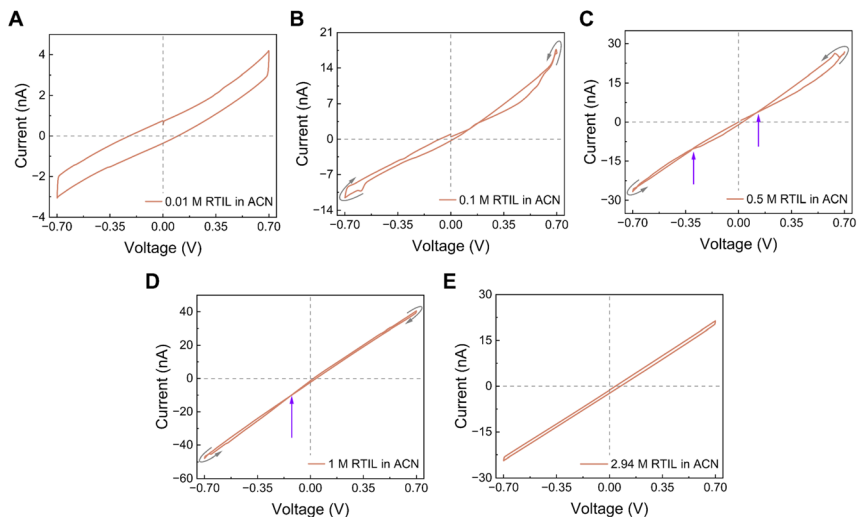 A
Current (nA)
4
2
0
−2
4
−0.70
−0.35
0.00
0.35
0.70
Voltage (V)
0.01 M RTIL in ACN
B
Current (nA)
18
14
7
0
−7
−14
−0.70
−0.35
0.00
0.35
0.70
Voltage (V)
0.1 M RTIL in ACN
C
Current (nA)
30
15
0
−15
−30
−0.70
−0.35
0.00
0.35
0.70
Voltage (V)
0.5 M RTIL in ACN
D
Current (nA)
40
20
0
−20
−40
−60
−0.70
−0.35
0.00
0.35
0.70
Voltage (V)
1 M RTIL in ACN
E
Current (nA)
30
15
0
−15
−30
−0.70
−0.35
0.00
0.35
0.70
Voltage (V)
2.94 M RTIL in ACN